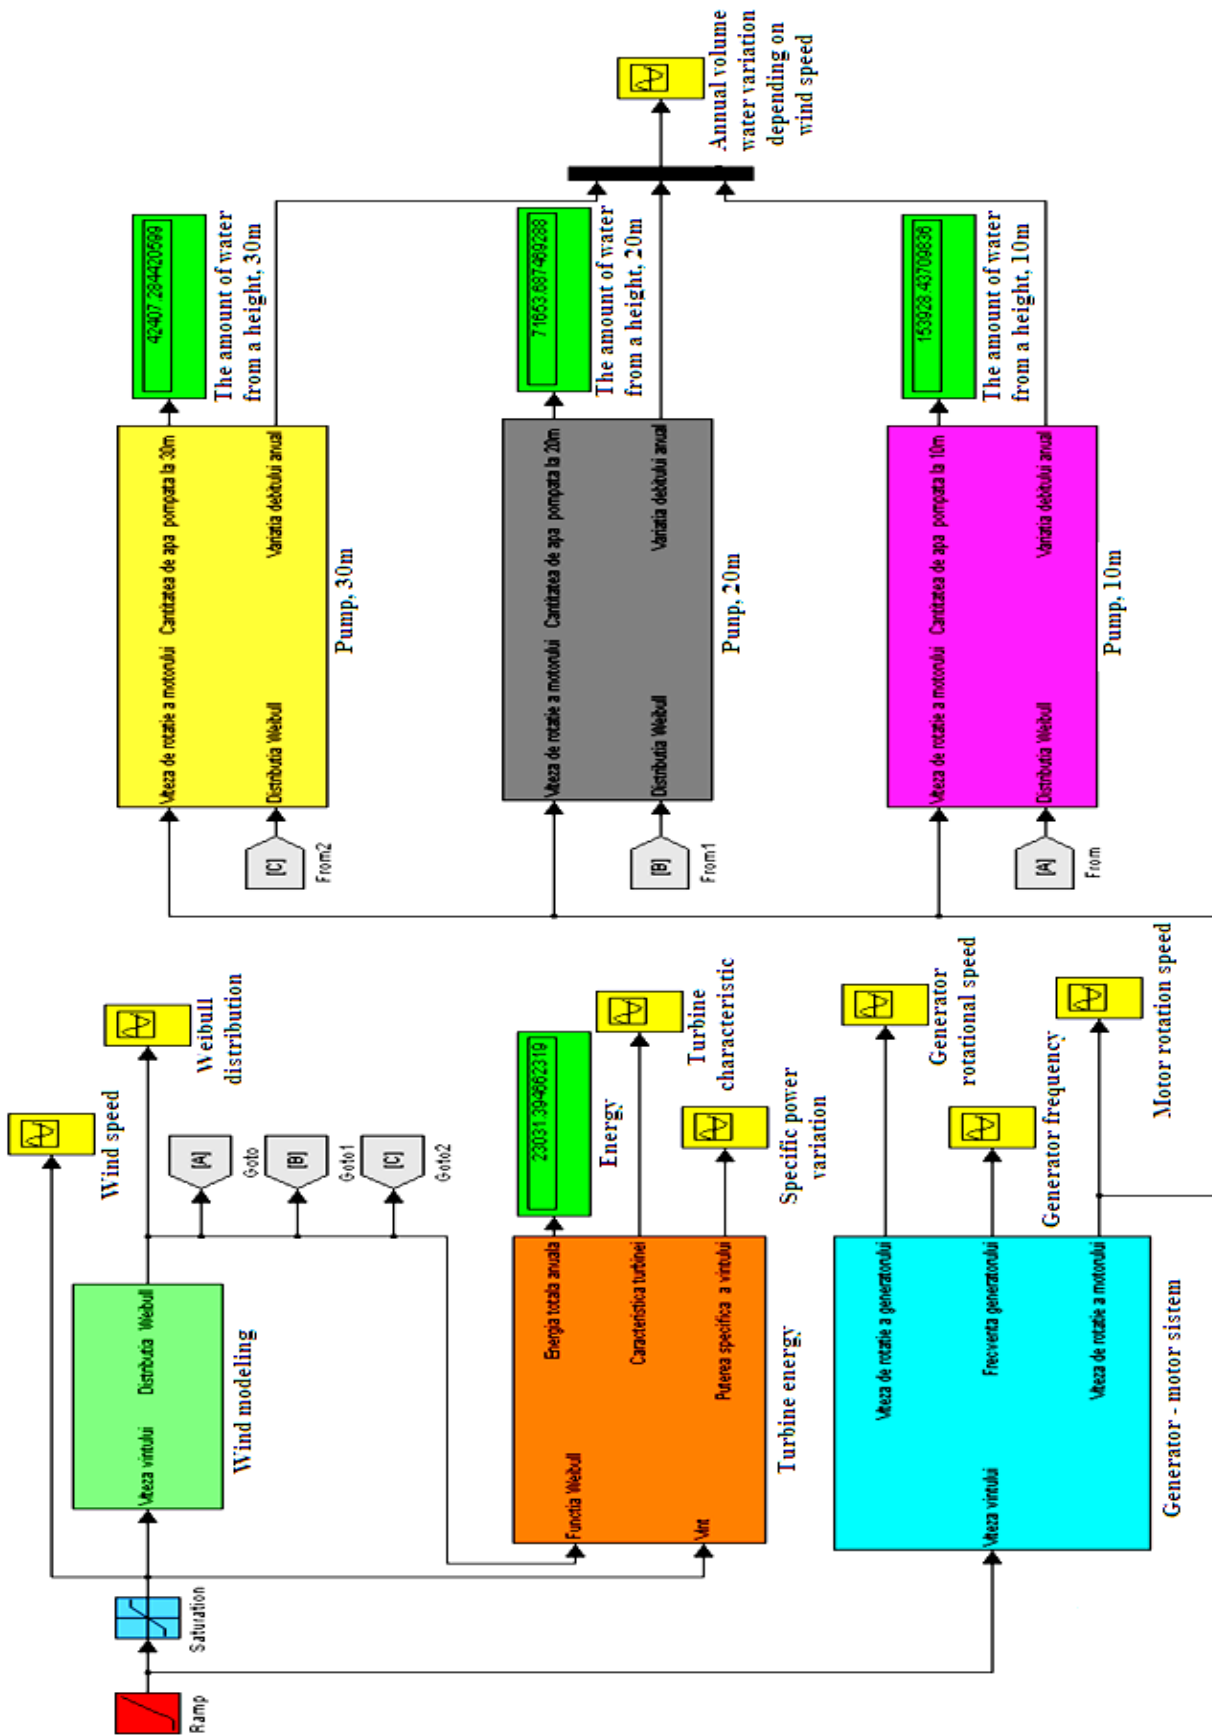 Ramp
Saturation
Wind speed
Viteza vintului
Distributia Weibull
Wind modeling
Weibull
distribution
[A]
Goto
[B]
Goto1
[C]
Goto2
Functia Weibull
Vint
Energia totala anuala
Caracteristica turbinei
Puterea specifica a vintului
Turbine energy
23031.394662319
Energy
Turbine
characteristic
Specific power
variation
Viteza vintului
Viteza de rotatie a generatorului
Frecventa generatorului
Viteza de rotatie a motorului
Generator - motor sistem
Generator
rotational speed
Generator frequency
Motor rotation speed
[C]
From2
Viteza de rotatie a motorului
Cantitatea de apa pompata la 30m
Distributia Weibull
Variatia debitului anual
Pump, 30m
42407.284420599
The amount of water
from a height, 30m
[B]
From1
Viteza de rotatie a motorului
Cantitatea de apa pompata la 20m
Distributia Weibull
Variatia debitului anual
Punp, 20m
71653.687469288
The amount of water
from a height, 20m
[A]
From
Viteza de rotatie a motorului
Cantitatea de apa pompata la 10m
Distributia Weibull
Variatia debitului anual
Pump, 10m
153928.43709836
The amount of water
from a height, 10m
Annual volume
water variation
depending on
wind speed